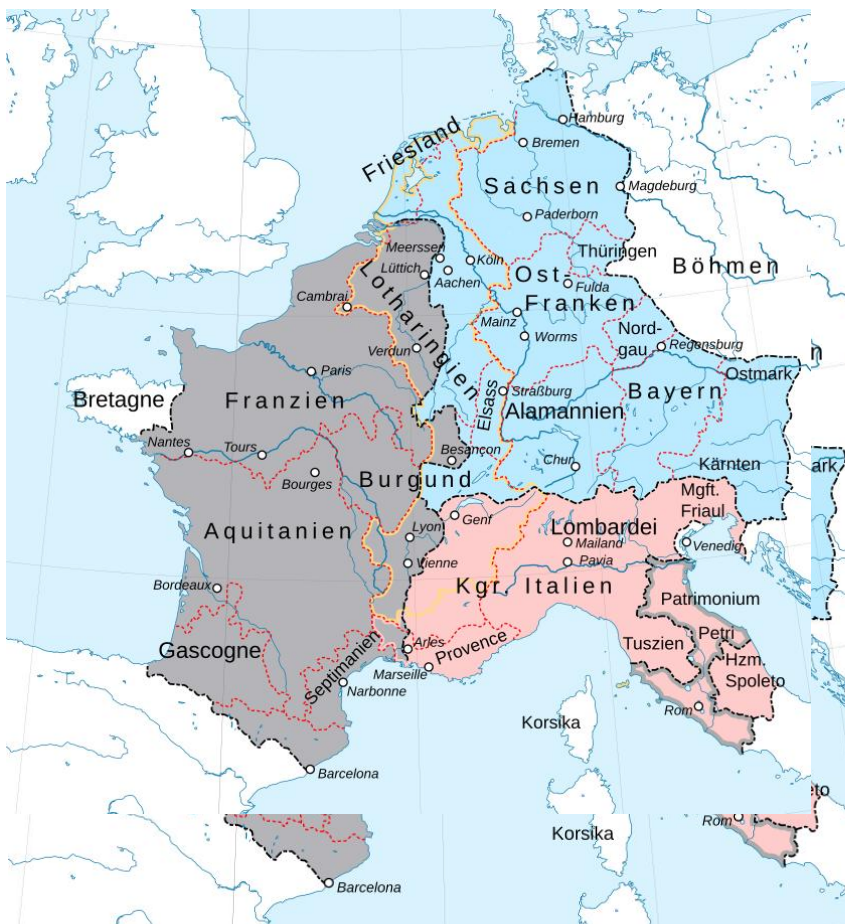 Hamburg
Bremen
Friesland
Sachsen
Magdeburg
Paderborn
Thüringen
Meerssen
Köln
Lüttich
Aachen
Ost-
Böhmen
Fulda
Lotharingien
Cambrai
Franken
Mainz
Worms
Nord-
gau
Regensburg
Verdun
Paris
Ostmark
n
Bretagne
Franzien
Elsass
Straßburg
Bayern
Alamannien
Nantes
Tours
Besançon
Chur
Kärnten
ark
Bourges
Burgund
Mgft.
Friaul
Genf
Aquitanien
Lyon
Lombardei
Mailand
Venedig
Vienne
Pavia
Bordeaux
Kgr. Italien
Patrimonium
Petri
Gascogne
Septimanien
Arles
Provence
Tuszien
Hzm.
Spoleto
Marseille
Narbonne
Rom
Korsika
Barcelona
eto
Rom
Korsika
Barcelona